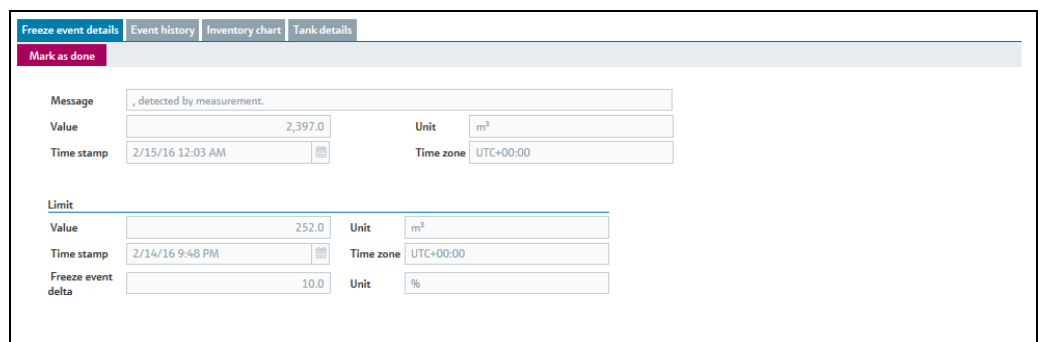 Freeze event details Event history Inventory chart Tank details
Mark as done
Message , detected by measurement.
Value 2,397.0 Unit m³
Time stamp 2/15/16 12:03 AM Time zone UTC+00:00
Limit
Value 252.0 Unit m³
Time stamp 2/14/16 9:48 PM Time zone UTC+00:00
Freeze event
delta 10.0 Unit %